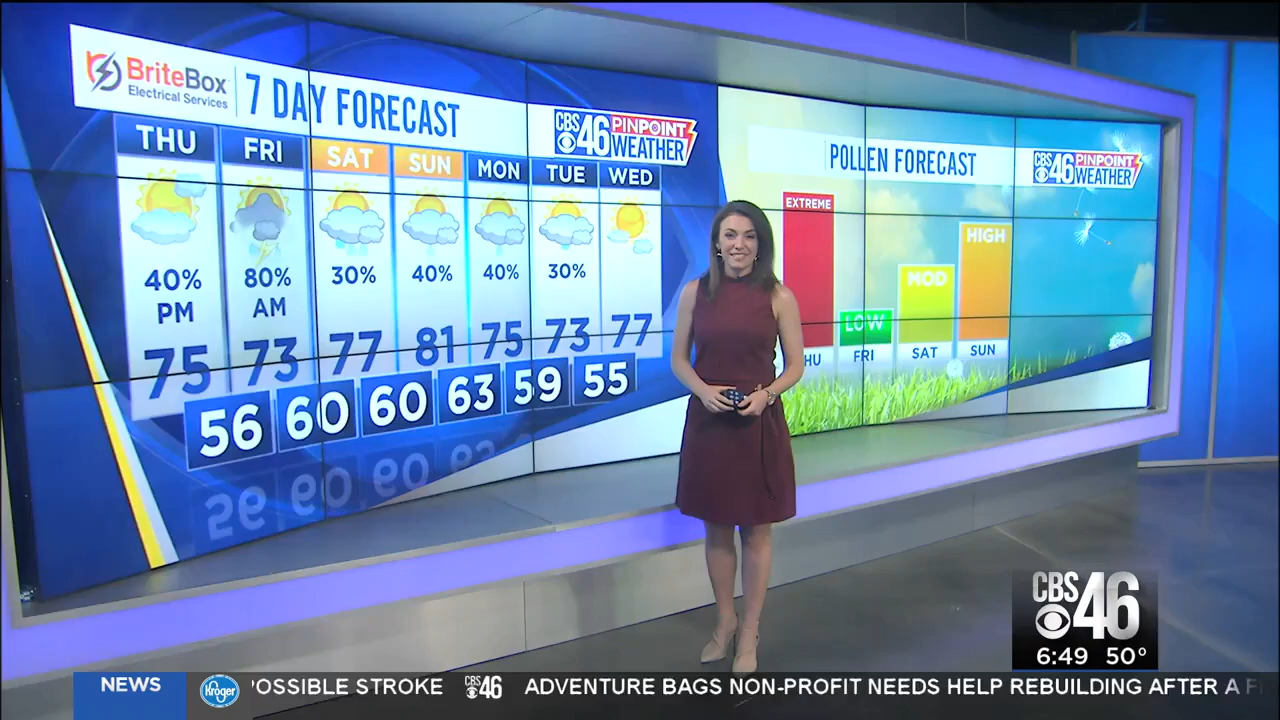 BriteBox
Electrical Services
7 DAY FORECAST
CBS 46 PINPOINT WEATHER
THU FRI SAT SUN MON TUE WED
40% 80% 30% 40% 40% 30%
PM AM
75 73 77 81 75 73 77
56 60 60 63 59 55
POLLEN FORECAST
CBS 46 PINPOINT WEATHER
EXTREME
LOW
MOD
HIGH
HU FRI SAT SUN
CBS 46
6:49 50°
NEWS Kroger OSSIBLE STROKE CBS 46 ADVENTURE BAGS NON-PROFIT NEEDS HELP REBUILDING AFTER A